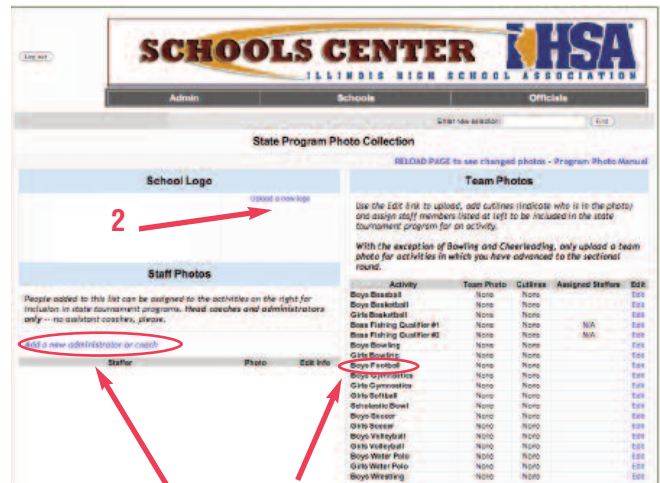 Log out
SCHOOLS CENTER
IHSA
ILLINOIS HIGH SCHOOL ASSOCIATION
Admin Schools Officials
Enter new selection: Find
State Program Photo Collection
RELOAD PAGE to see changed photos - Program Photo Manual
School Logo
Upload a new logo
2
Staff Photos
People added to this list can be assigned to the activities on the right for
inclusion in state tournament programs. Head coaches and administrators
only -- no assistant coaches, please.
Add a new administrator or coach
Staffer Photo Edit Info
Team Photos
Use the Edit link to upload, add cutlines (indicate who is in the photo)
and assign staff members listed at left to be included in the state
tournament program for an activity.
With the exception of Bowling and Cheerleading, only upload a team
photo for activities in which you have advanced to the sectional
round.
Activity Team Photo Cutlines Assigned Staffers Edit
Boys Baseball None None Edit
Boys Basketball None None Edit
Girls Basketball None None Edit
Bass Fishing Qualifier #1 None None N/A Edit
Bass Fishing Qualifier #2 None None N/A Edit
Boys Bowling None None Edit
Girls Bowling None None Edit
Boys Football None None Edit
Boys Gymnastics None None Edit
Girls Gymnastics None None Edit
Girls Softball None None Edit
Scholastic Bowl None None Edit
Boys Soccer None None Edit
Girls Soccer None None Edit
Boys Volleyball None None Edit
Girls Volleyball None None Edit
Boys Water Polo None None Edit
Girls Water Polo None None Edit
Boys Wrestling None None Edit